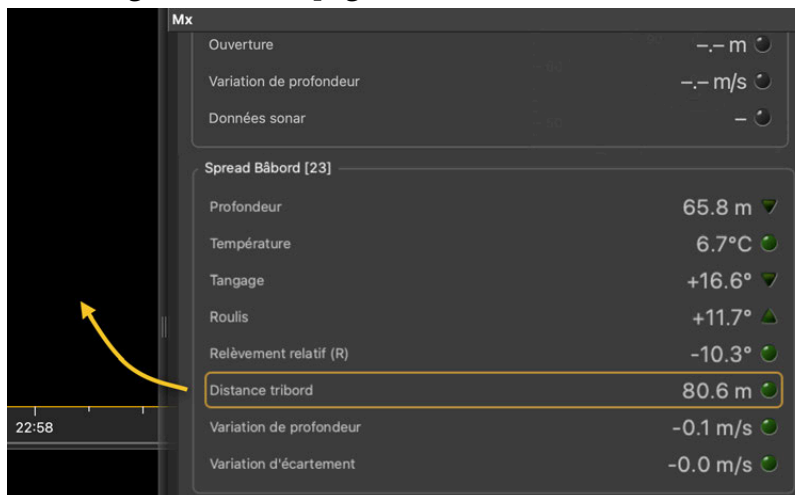 Mx
Ouverture -.- m
Variation de profondeur -.- m/s
Données sonar –
Spread Bâbord [23]
Profondeur 65.8 m
Température 6.7°C
Tangage +16.6°
Roulis +11.7°
Relèvement relatif (R) -10.3°
Distance tribord 80.6 m
22:58
Variation de profondeur -0.1 m/s
Variation d'écartement -0.0 m/s